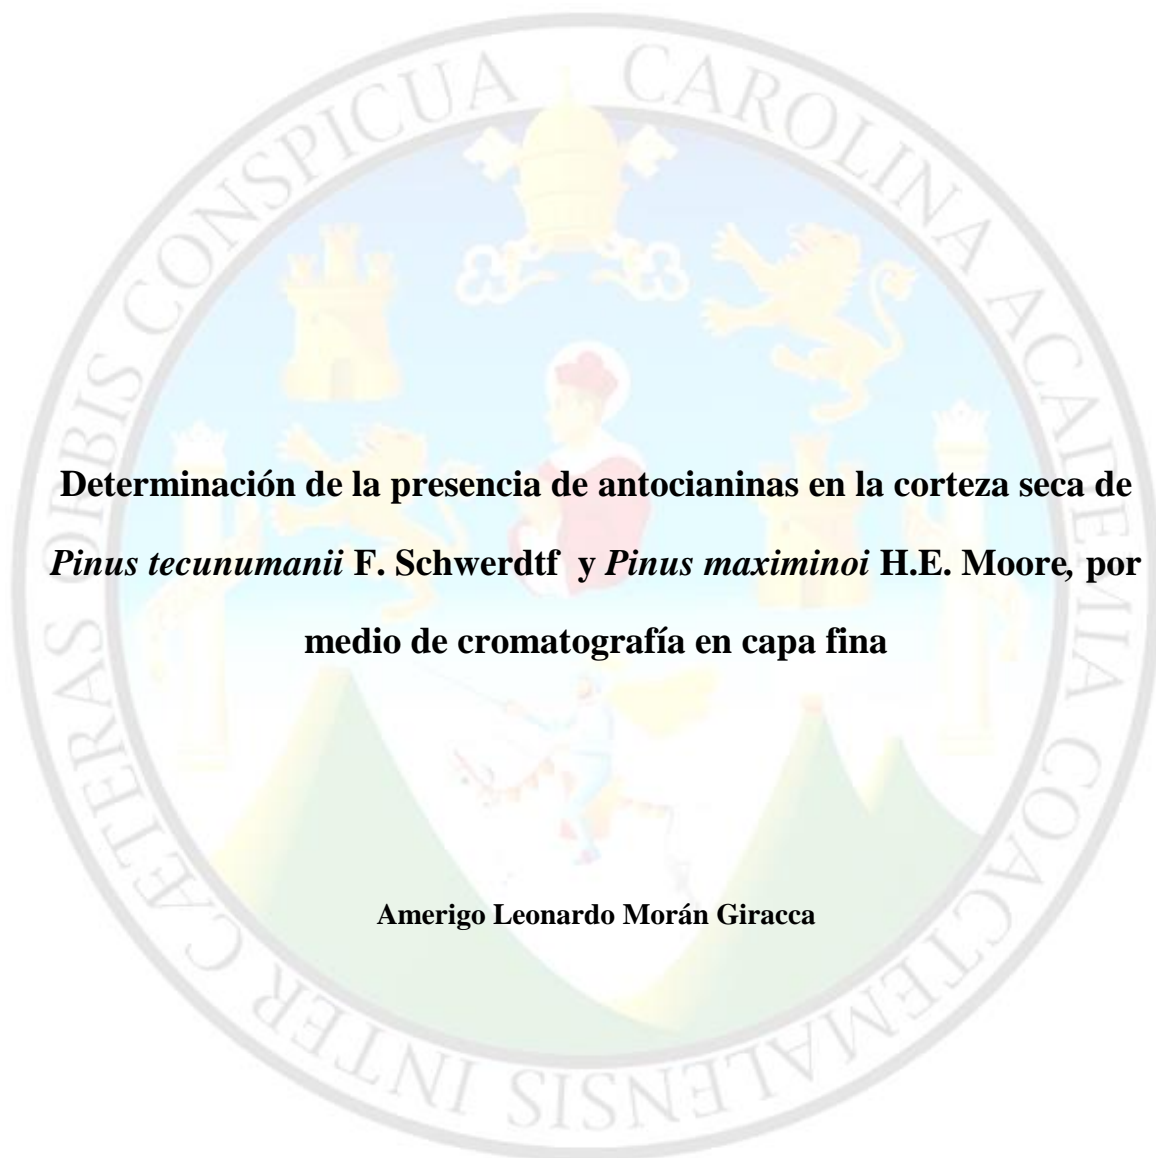 CÆTERAS ORBIS CONSPICUA CAROLINA ACADEMIA COACTEMALENSIS INTER
Determinación de la presencia de antocianinas en la corteza seca de
Pinus tecunumanii F. Schwerdtf y Pinus maximinoi H.E. Moore, por
medio de cromatografía en capa fina
Amerigo Leonardo Morán Giracca